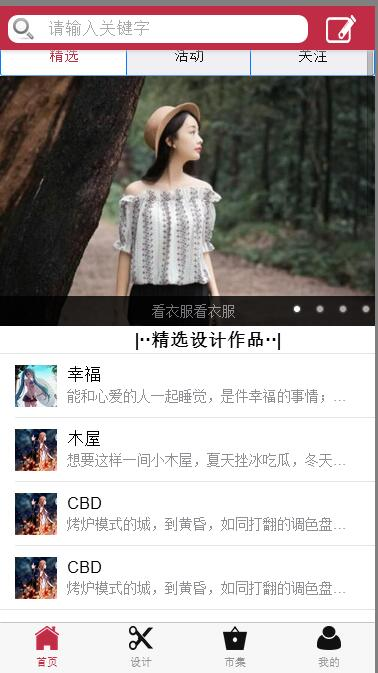 请输入关键字
精选
活动
关注
看衣服看衣服
|··精选设计作品··|
幸福
能和心爱的人一起睡觉，是件幸福的事情；...
木屋
想要这样一间小木屋，夏天挫冰吃瓜，冬天...
CBD
烤炉模式的城，到黄昏，如同打翻的调色盘...
CBD
烤炉模式的城，到黄昏，如同打翻的调色盘...
首页
设计
市集
我的